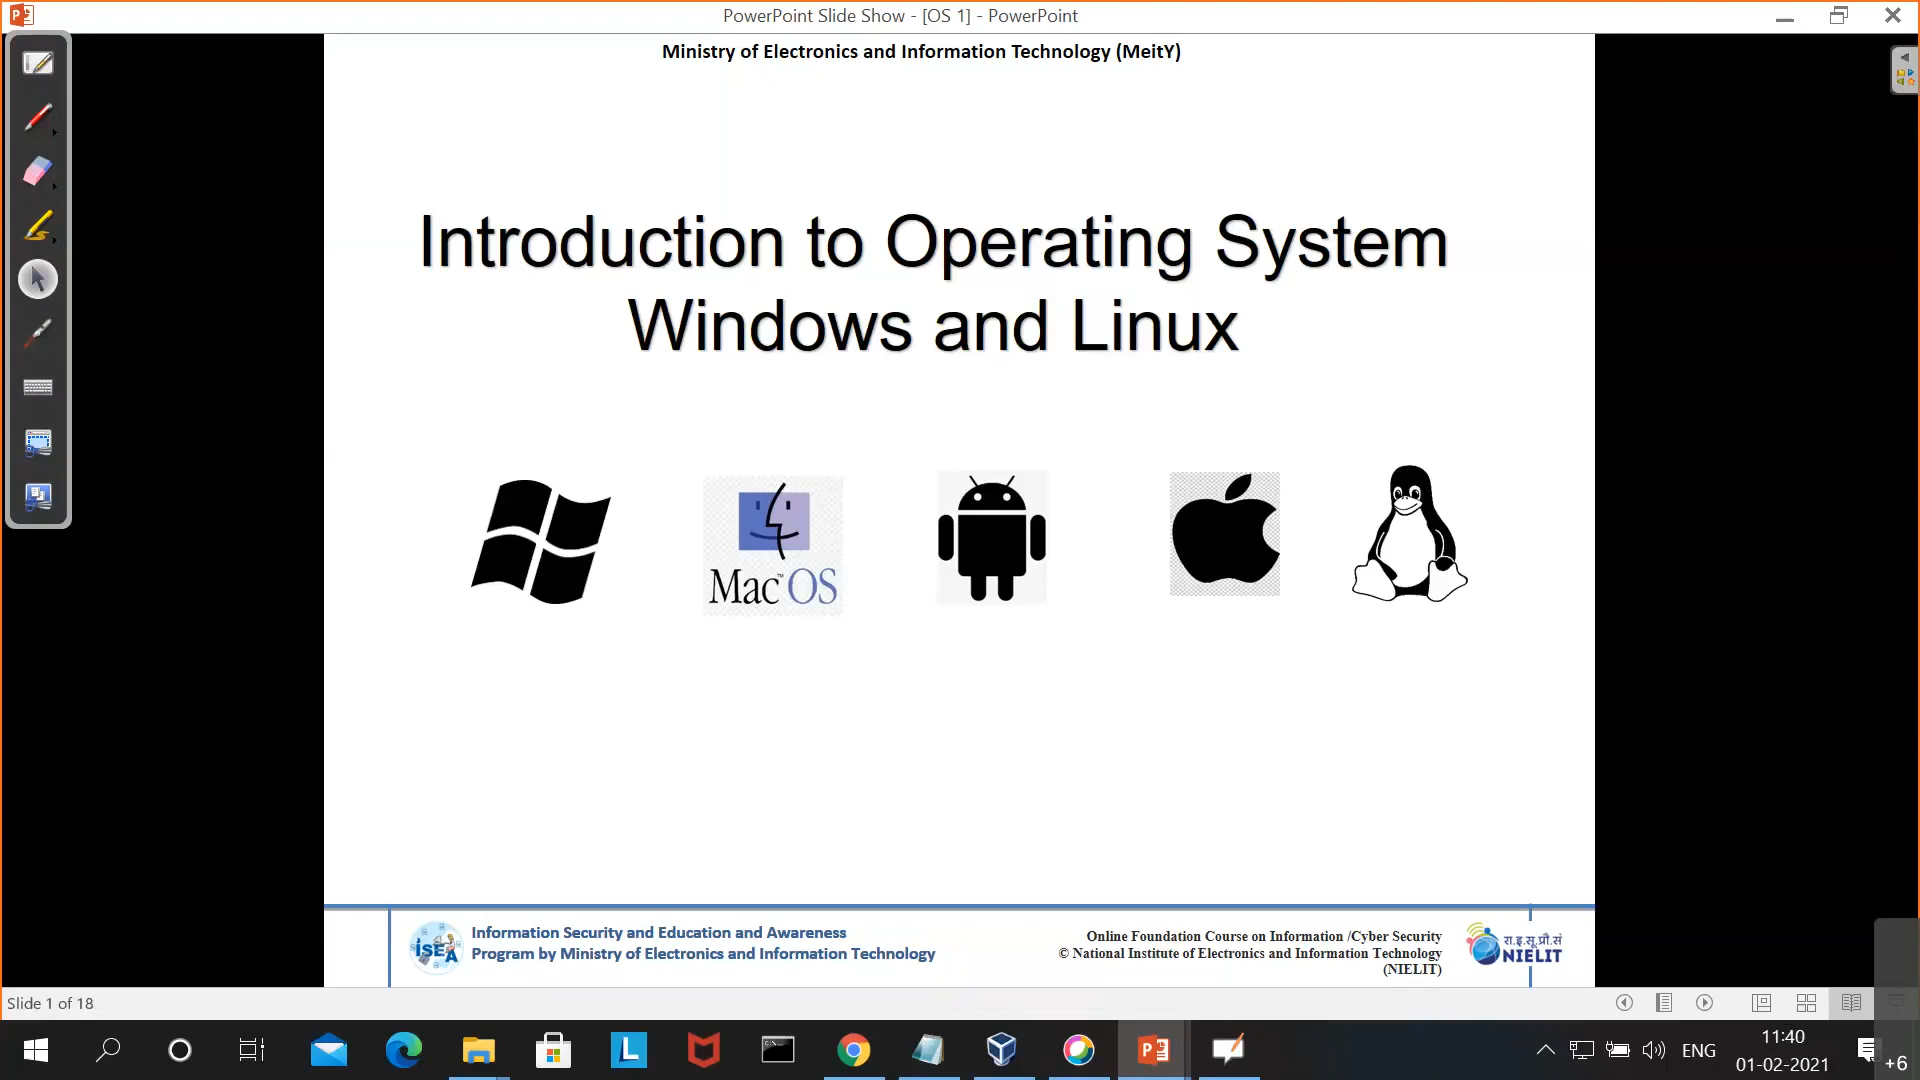 PowerPoint Slide Show - [OS 1] - PowerPoint
Ministry of Electronics and Information Technology (MeitY)
Introduction to Operating System
Windows and Linux
Mac™OS
iSEA
Information Security and Education and Awareness
Program by Ministry of Electronics and Information Technology
Online Foundation Course on Information /Cyber Security
© National Institute of Electronics and Information Technology
(NIELIT)
रा.इ.सू.प्रौ.सं
NIELIT
Slide 1 of 18
L
ENG
11:40
01-02-2021
+6